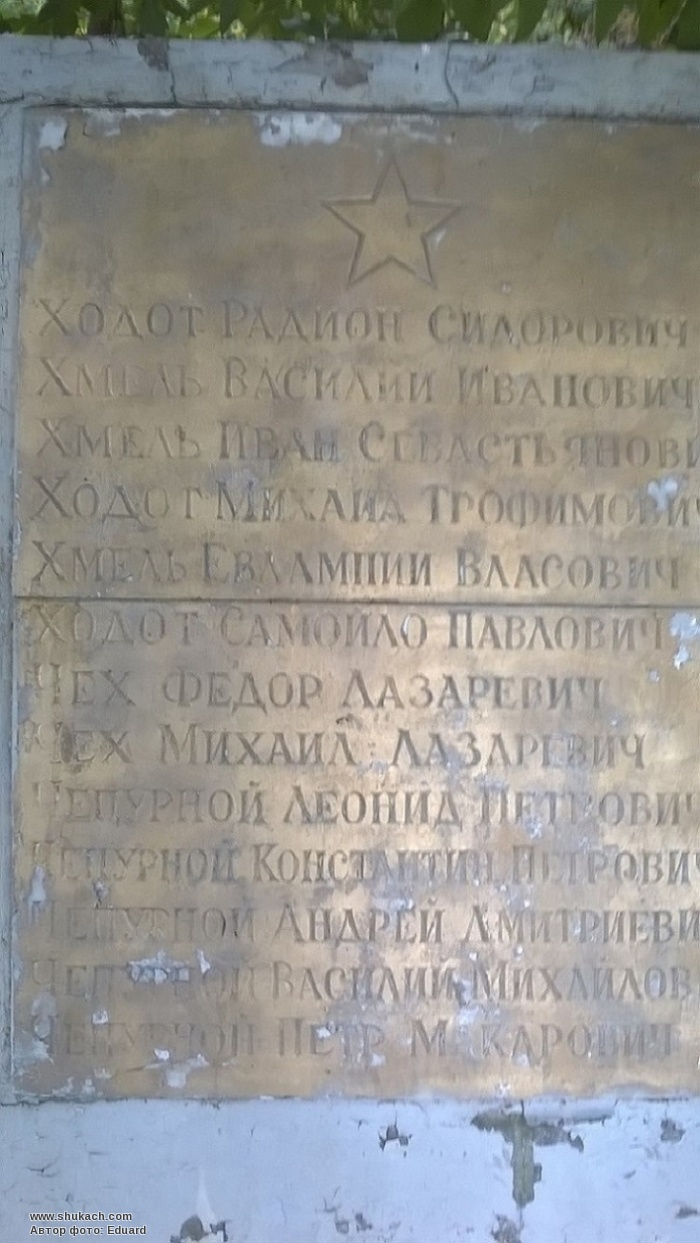 Ходот Радион Сидорович
Хмель Василий Иванович
Хмель Иван Севастьянови
Ходот Михаил Трофимович
Хмель Евлампий Власович
Ходот Самойло Павлович
Чех Федор Лазаревич
Чех Михаил Лазаревич
Чепурной Леонид Петрович
Чепурной Константин Петрович
Чепурной Андрей Дмитриеви
Чепурной Василий Михайлов
Чепурной Петр Макарович
www.shukach.com
Автор фото: Eduard